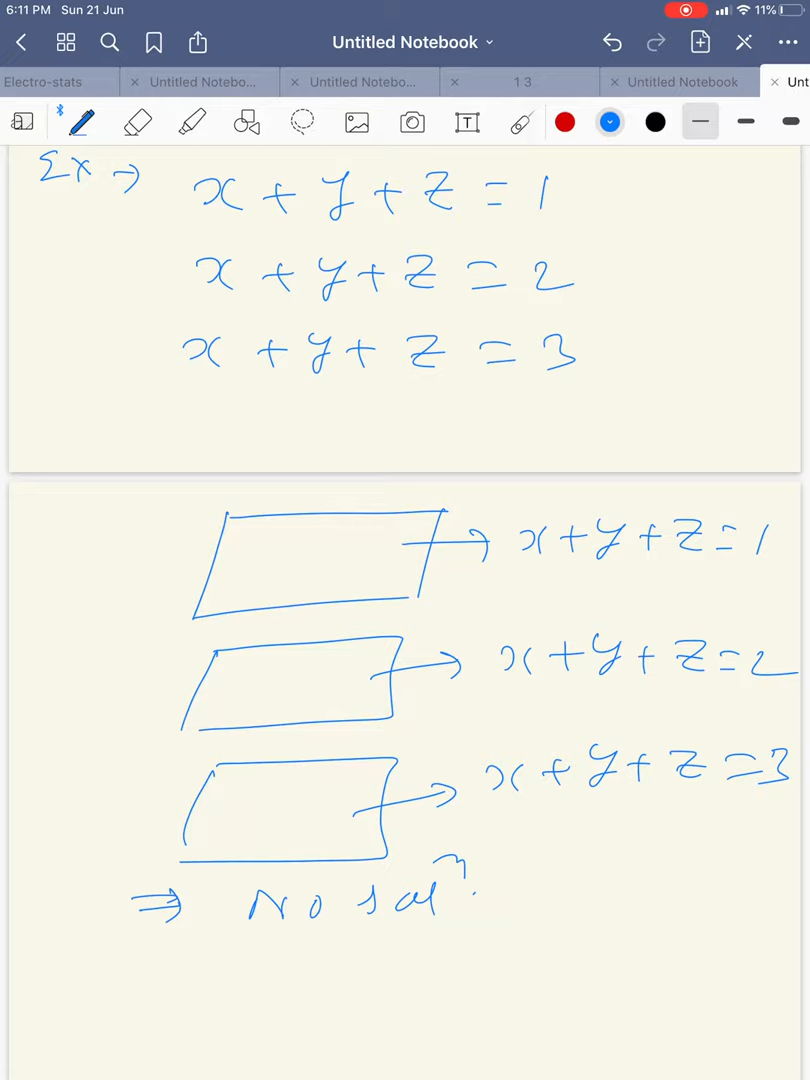 6:11 PM Sun 21 Jun 11%
Untitled Notebook
Electro-stats × Untitled Notebo... × Untitled Notebo... × 1 3 × Untitled Notebook × Unt
Ex → x + y + z = 1
x + y + z = 2
x + y + z = 3
→ x + y + z = 1
→ x + y + z = 2
→ x + y + z = 3
⇒ No solⁿ.